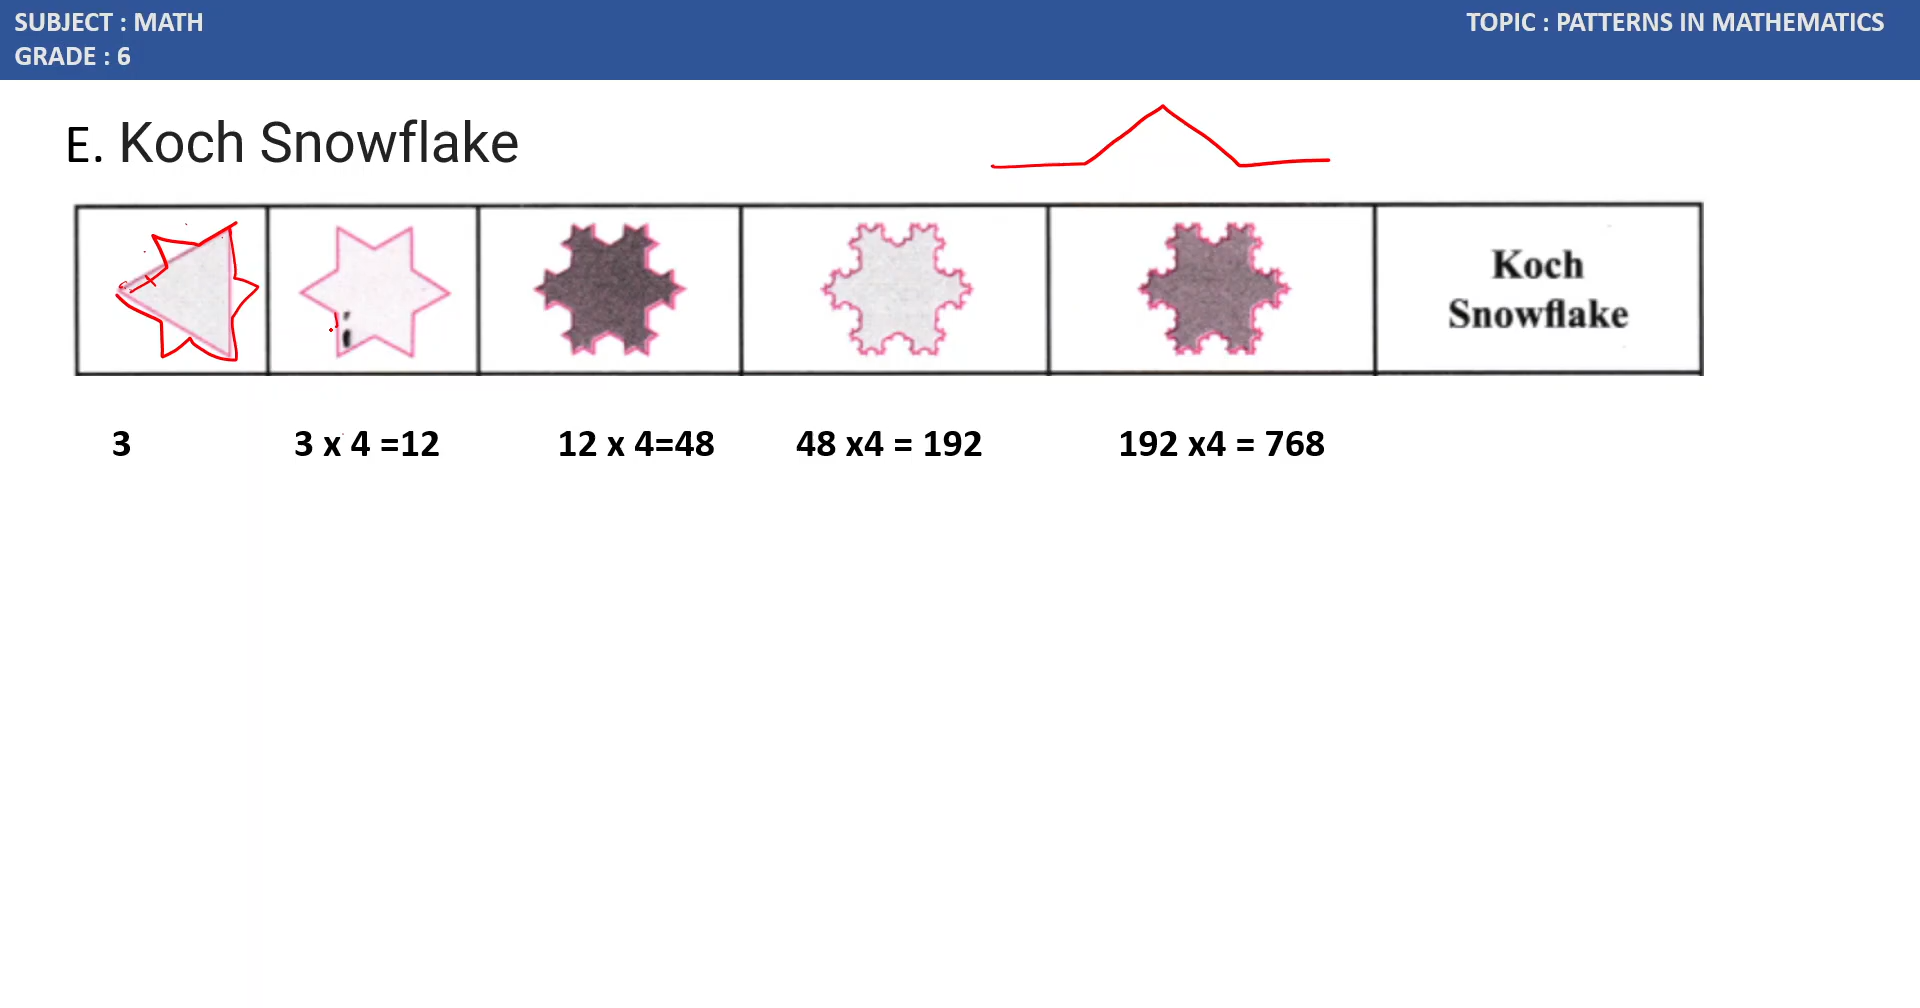 SUBJECT : MATH
TOPIC : PATTERNS IN MATHEMATICS
GRADE : 6
E. Koch Snowflake
Koch
Snowflake
3
3 x 4 =12
12 x 4=48
48 x4 = 192
192 x4 = 768